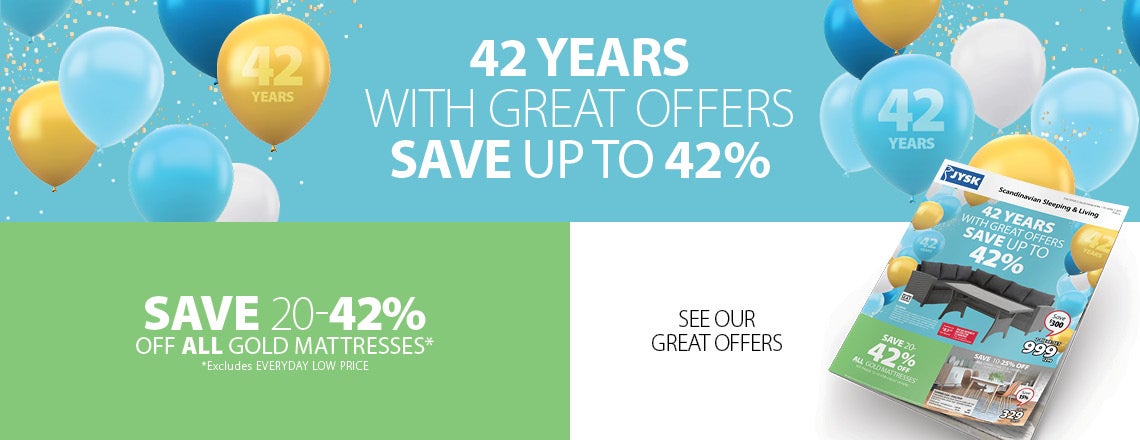 42 YEARS
WITH GREAT OFFERS
SAVE UP TO 42%
42
YEARS
42
YEARS
SAVE 20-42%
OFF ALL GOLD MATTRESSES*
*Excludes EVERYDAY LOW PRICE
SEE OUR
GREAT OFFERS
JYSK
Scandinavian Sleeping & Living
42 YEARS
WITH GREAT OFFERS
SAVE UP TO
42%
42
42
YEARS
Save
300
999
SAVE 20-
42%
ALL GOLD MATTRESSES
SAVE 10-25% OFF
Save
15%
329